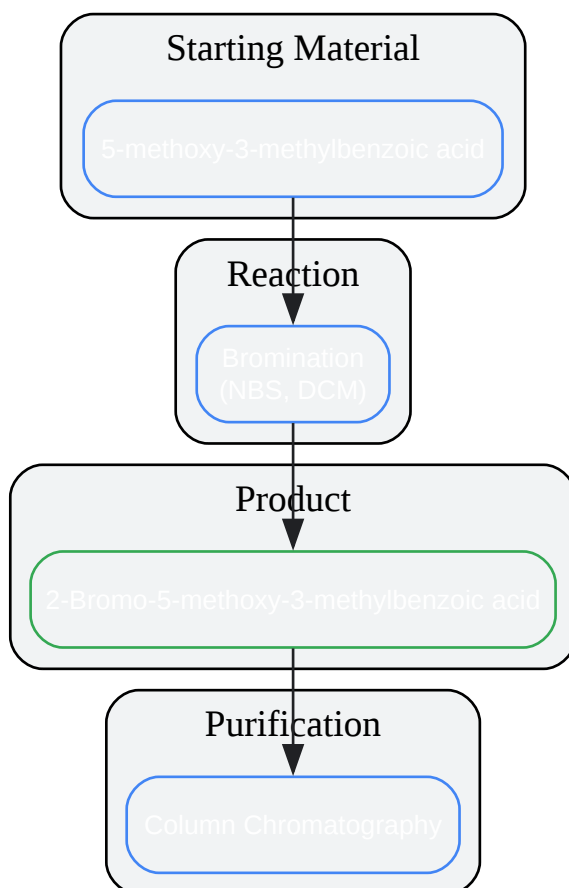 Starting Material
5-methoxy-3-methylbenzoic acid
Reaction
Bromination
(NBS, DCM)
Product
2-Bromo-5-methoxy-3-methylbenzoic acid
Purification
Column Chromatography